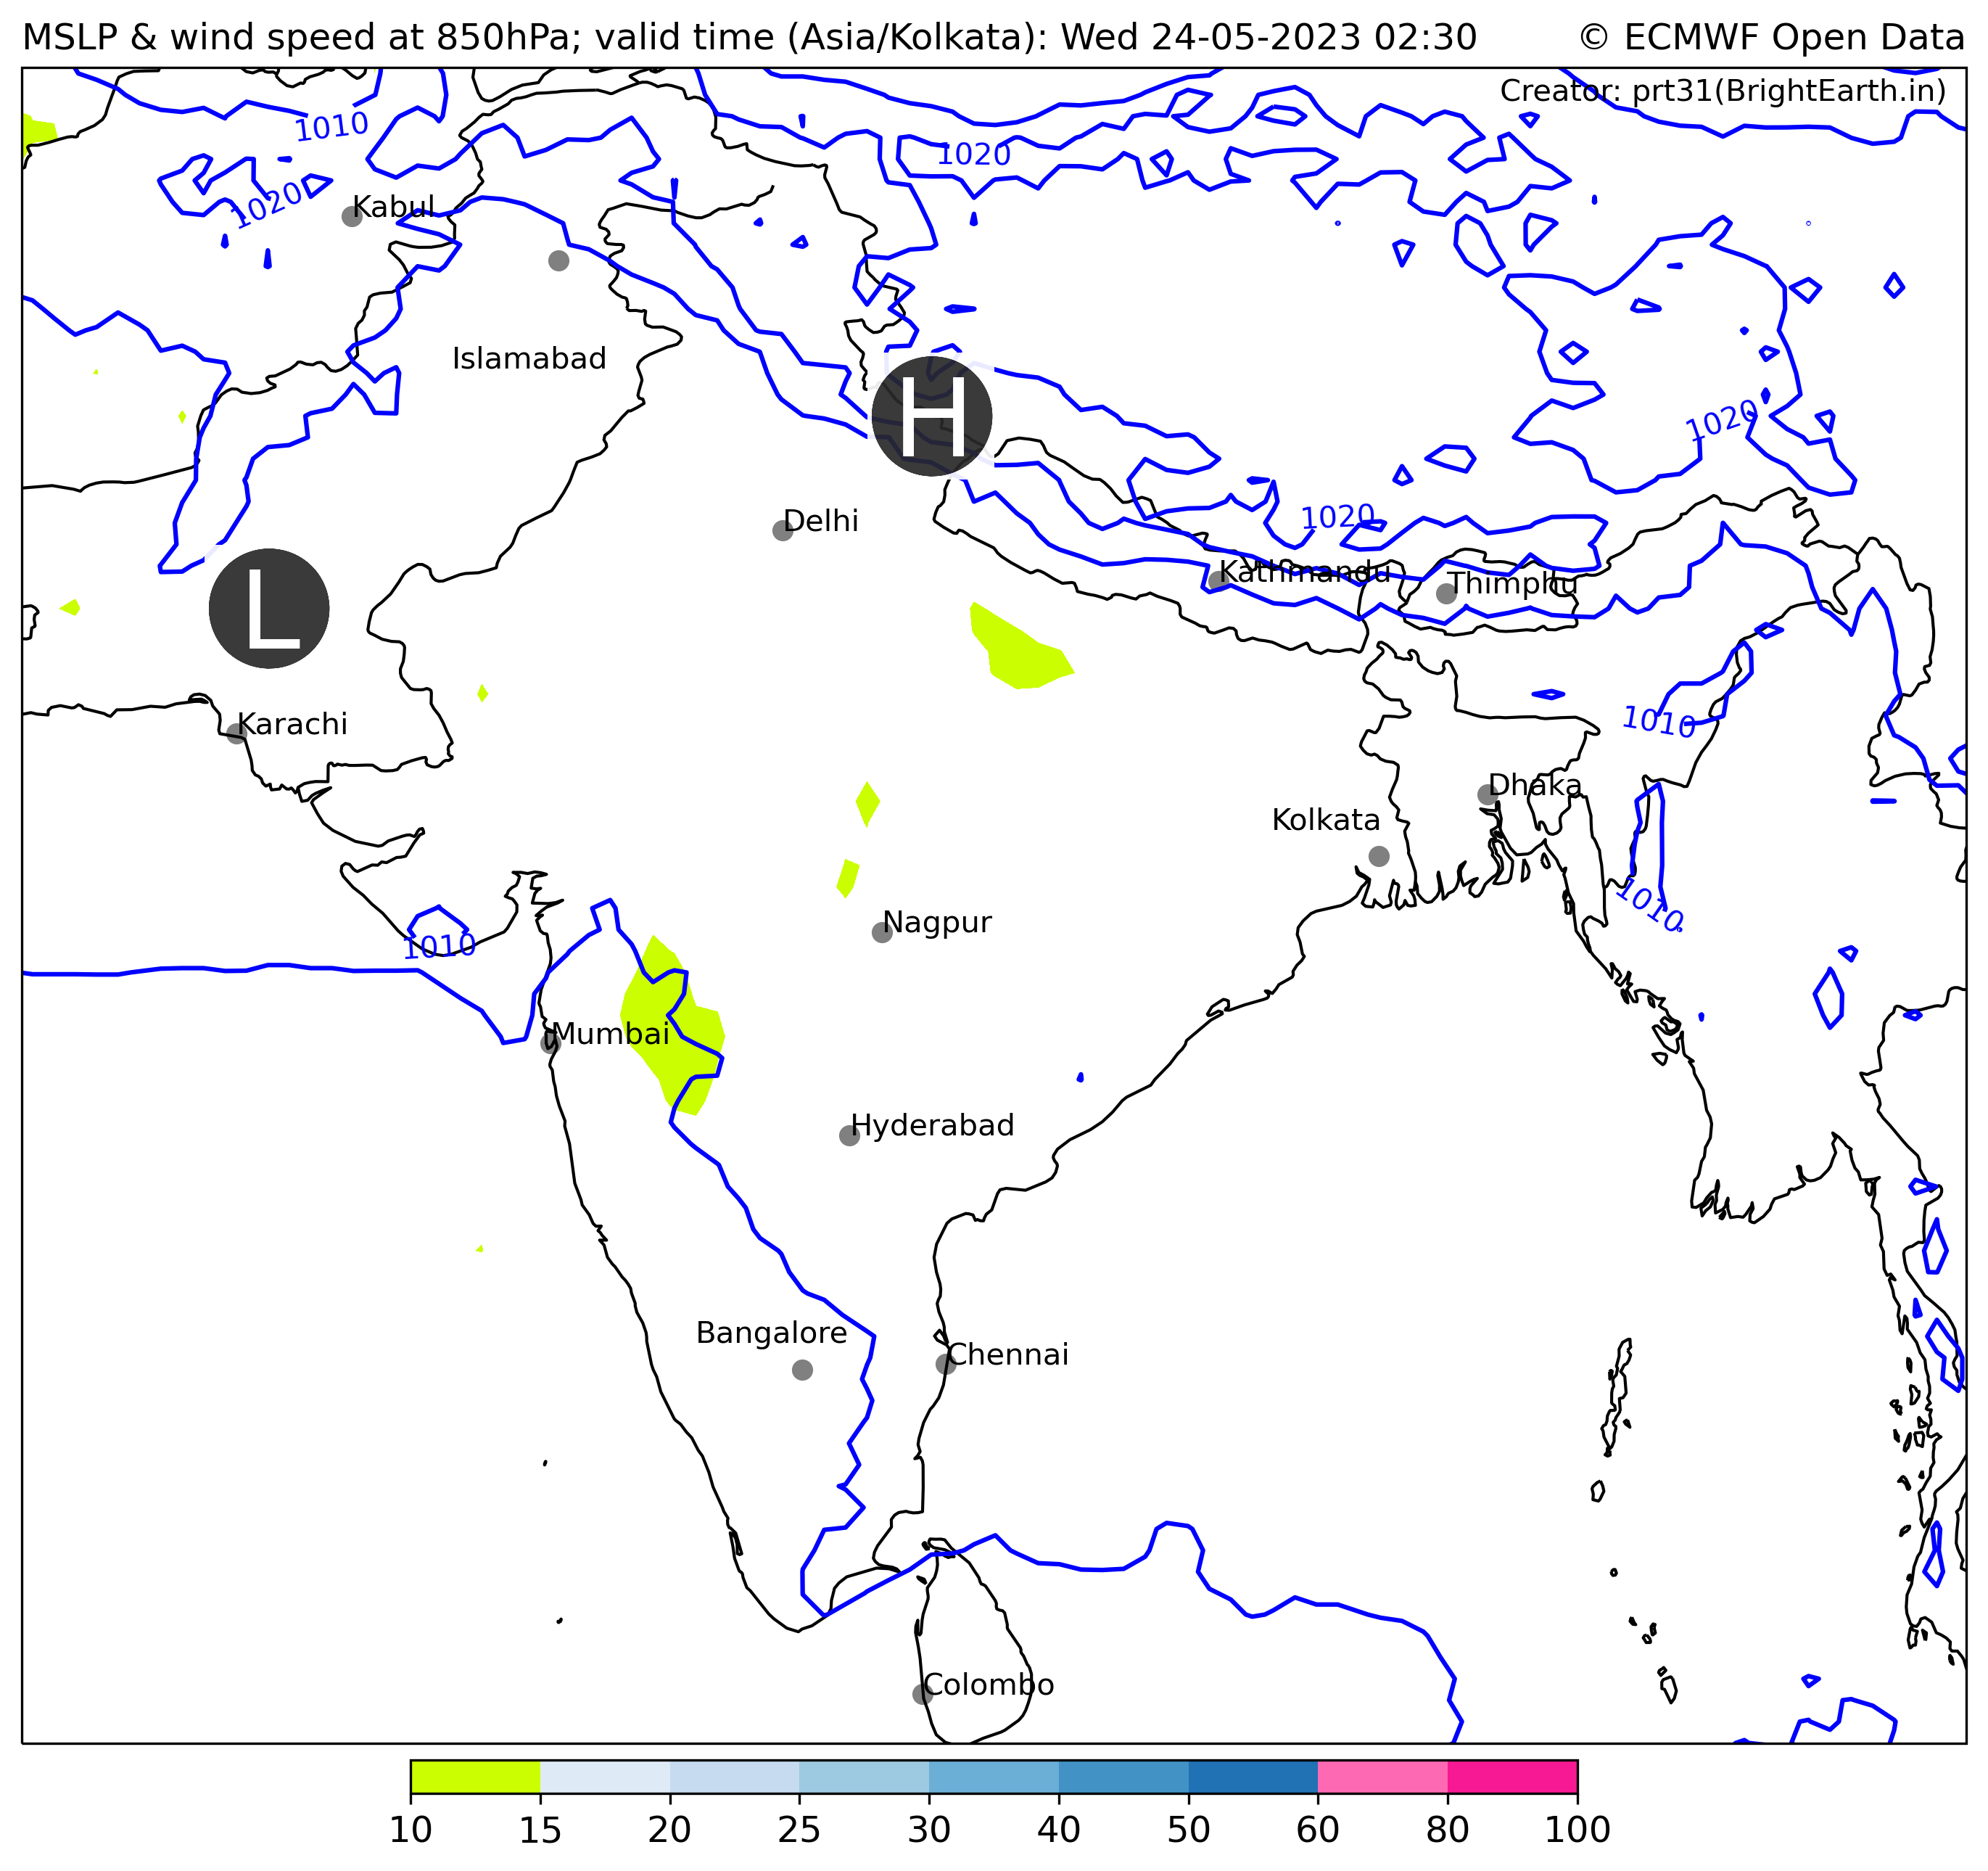 MSLP & wind speed at 850hPa; valid time (Asia/Kolkata): Wed 24-05-2023 02:30 © ECMWF Open Data
Creator: prt31(BrightEarth.in)
1010
1020
1020
Kabul
Islamabad
H
1020
1020
Delhi
Kathmandu
Thimphu
L
1010
Karachi
Dhaka
Kolkata
1010
Nagpur
1010
Mumbai
Hyderabad
Bangalore
Chennai
Colombo
10 15 20 25 30 40 50 60 80 100